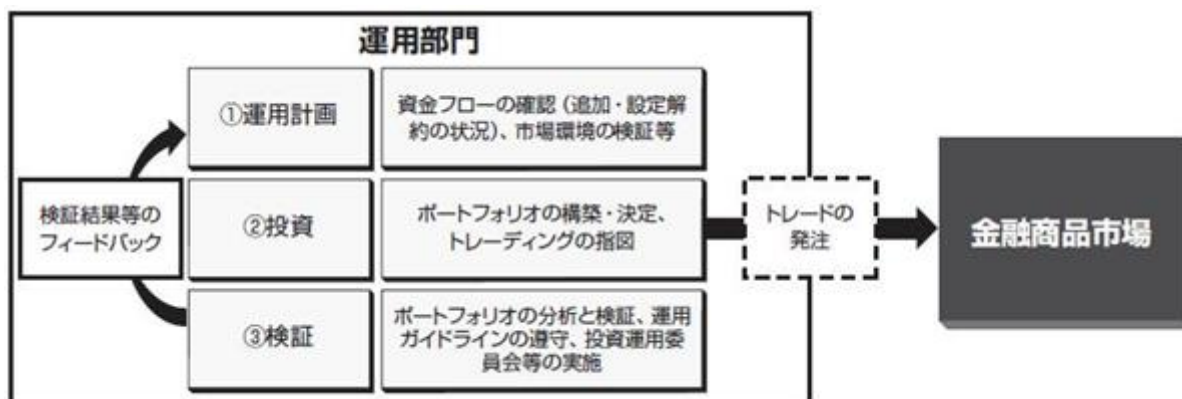 運用部門
①運用計画
資金フローの確認（追加・設定解
約の状況）、市場環境の検証等
検証結果等の
フィードバック
②投資
ポートフォリオの構築・決定、
トレーディングの指図
トレードの
発注
金融商品市場
③検証
ポートフォリオの分析と検証、運用
ガイドラインの遵守、投資運用委
員会等の実施